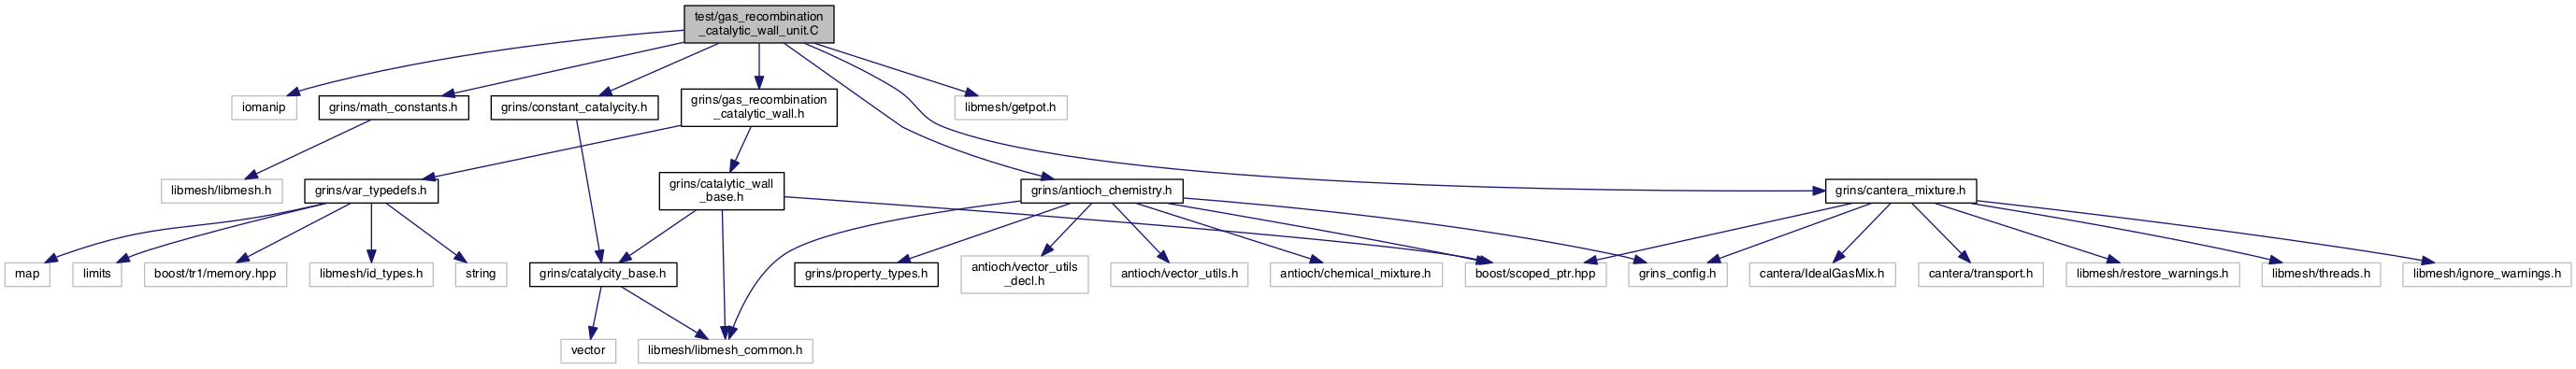 test/gas_recombination
_catalytic_wall_unit.C
iomanip
grins/math_constants.h
grins/constant_catalycity.h
grins/gas_recombination
_catalytic_wall.h
libmesh/getpot.h
libmesh/libmesh.h
grins/var_typedefs.h
grins/catalytic_wall
_base.h
grins/antioch_chemistry.h
grins/cantera_mixture.h
map
limits
boost/tr1/memory.hpp
libmesh/id_types.h
string
grins/catalycity_base.h
grins/property_types.h
antioch/vector_utils
_decl.h
antioch/vector_utils.h
antioch/chemical_mixture.h
boost/scoped_ptr.hpp
grins_config.h
cantera/IdealGasMix.h
cantera/transport.h
libmesh/restore_warnings.h
libmesh/threads.h
libmesh/ignore_warnings.h
vector
libmesh/libmesh_common.h